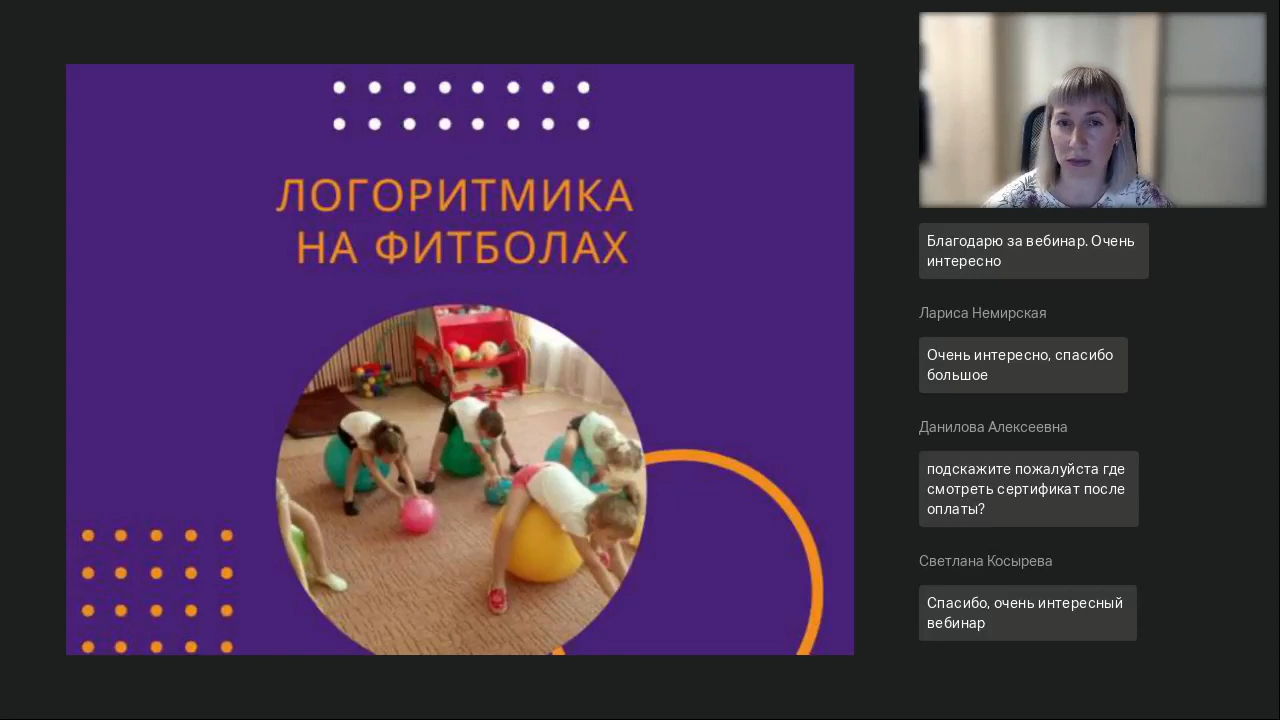 ЛОГОРИТМИКА
НА ФИТБОЛАХ
Благодарю за вебинар. Очень
интересно
Лариса Немирская
Очень интересно, спасибо
большое
Данилова Алексеевна
подскажите пожалуйста где
смотреть сертификат после
оплаты?
Светлана Косырева
Спасибо, очень интересный
вебинар